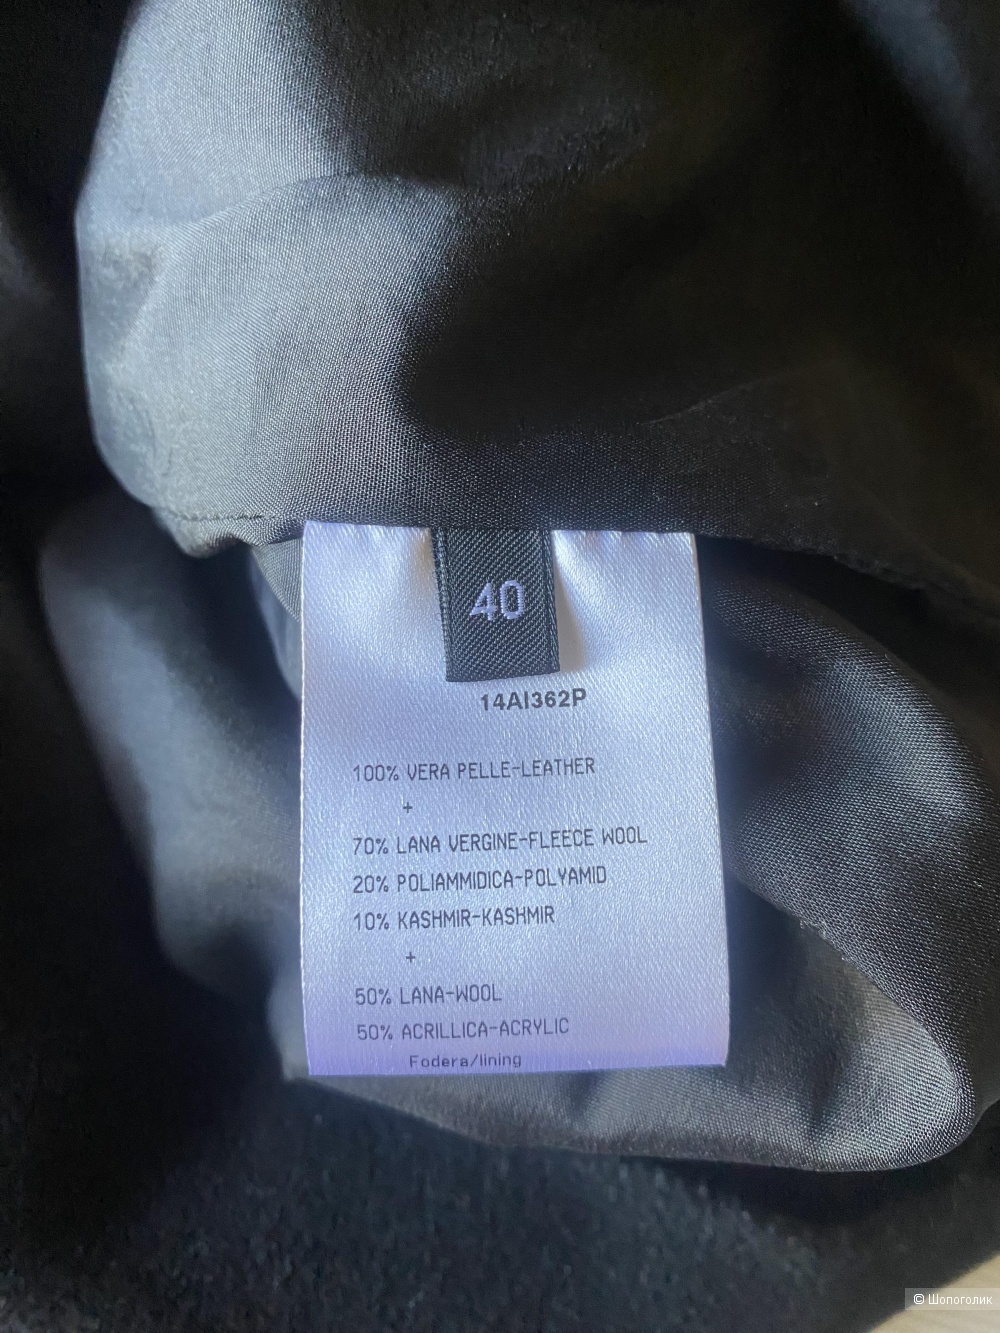 40
14AI362P
100% VERA PELLE-LEATHER
+
70% LANA VERGINE-FLEECE WOOL
20% POLIAMMIDICA-POLYAMID
10% KASHMIR-KASHMIR
+
50% LANA-WOOL
50% ACRILLICA-ACRYLIC
Fodera/lining
© Шопоголик